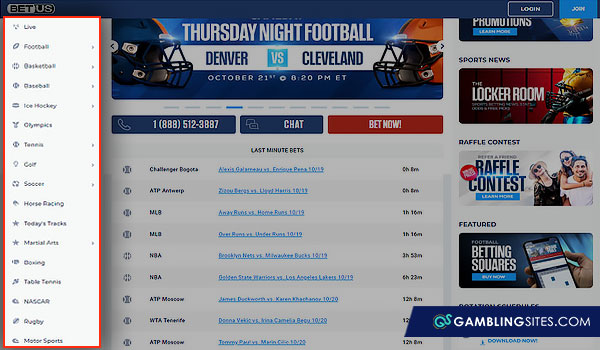 BETUS
LOGIN
JOIN
Live
Football
Basketball
Baseball
Ice Hockey
Olympics
Tennis
Golf
Soccer
Horse Racing
Today's Tracks
Martial Arts
Boxing
Table Tennis
NASCAR
Rugby
Motor Sports
THURSDAY NIGHT FOOTBALL
DENVER VS CLEVELAND
OCTOBER 21ST @ 8:20 PM ET
1 (888) 512-3887
CHAT
BET NOW!
LAST MINUTE BETS
Challenger Bogota Alexis Galarneau vs. Enrique Pena 10/19 0h 8m
ATP Antwerp Zizou Bergs vs. Lloyd Harris 10/19 0h 8m
MLB Away Runs vs. Home Runs 10/19 1h 16m
MLB Over Runs vs. Under Runs 10/19 1h 16m
NBA Brooklyn Nets vs. Milwaukee Bucks 10/19 3h 53m
NBA Golden State Warriors vs. Los Angeles Lakers 10/19 6h 23m
ATP Moscow James Duckworth vs. Karen Khachanov 10/20 12h 8m
WTA Tenerife Donna Vekic vs. Irina Camelia Begu 10/20 12h 8m
ATP Moscow Tommy Paul vs. Marin Cilic 10/20 12h 8m
PROMOTIONS
LEARN MORE
SPORTS NEWS
THE
LOCKER ROOM
RAFFLE CONTEST
REFER A FRIEND
RAFFLE
CONTEST
LEARN MORE
FEATURED
FOOTBALL
BETTING
SQUARES
BUY NOW
ROTATION SCHEDULES
DOWNLOAD NOW!
GS GAMBLINGSITES.COM